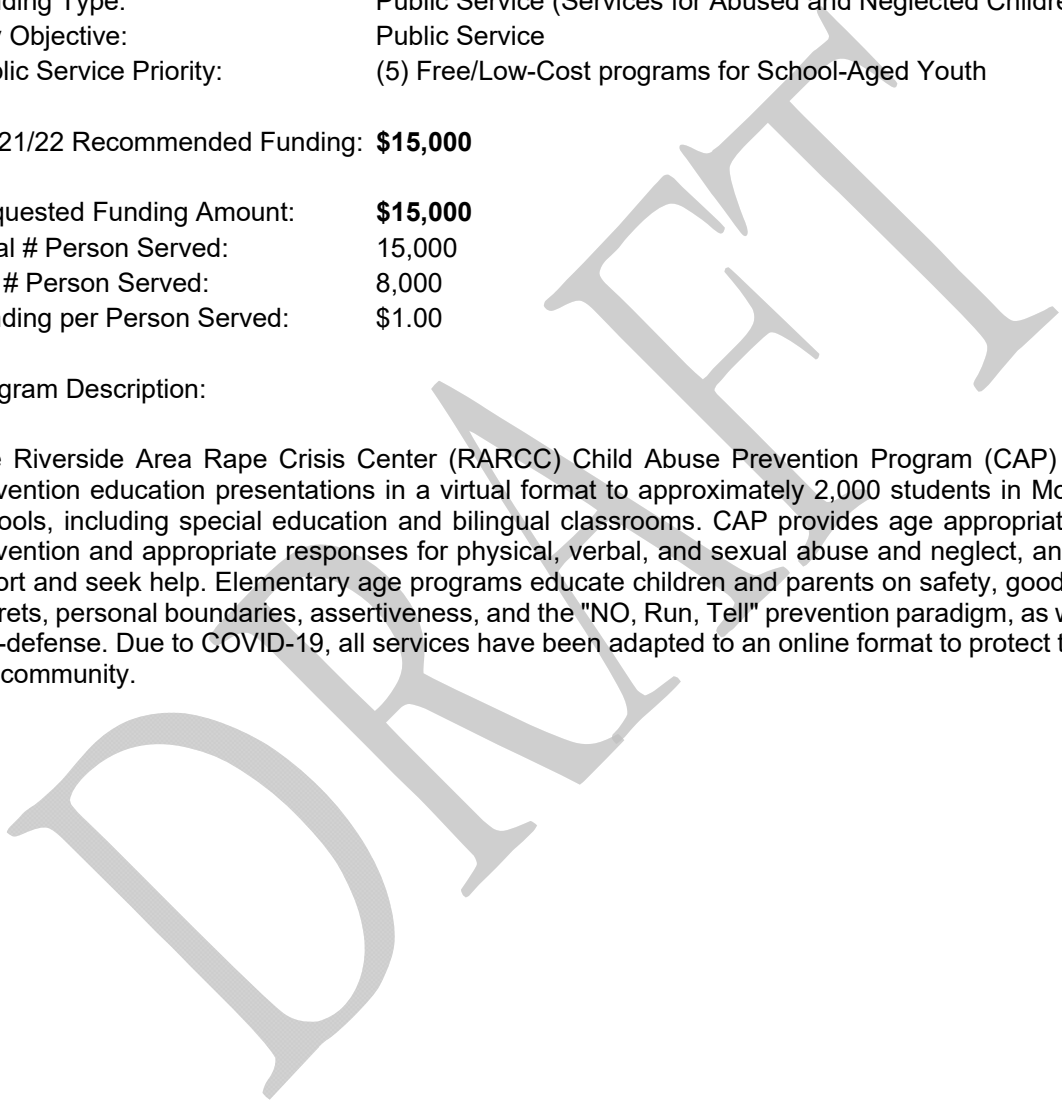 ding Type: Public Service (Services for Abused and Neglected Childre
y Objective: Public Service
blic Service Priority: (5) Free/Low-Cost programs for School-Aged Youth
21/22 Recommended Funding: $15,000
quested Funding Amount: $15,000
al # Person Served: 15,000
# Person Served: 8,000
ding per Person Served: $1.00
gram Description:
e Riverside Area Rape Crisis Center (RARCC) Child Abuse Prevention Program (CAP)
vention education presentations in a virtual format to approximately 2,000 students in Mo
ools, including special education and bilingual classrooms. CAP provides age appropriat
vention and appropriate responses for physical, verbal, and sexual abuse and neglect, an
ort and seek help. Elementary age programs educate children and parents on safety, good
rets, personal boundaries, assertiveness, and the "NO, Run, Tell" prevention paradigm, as w
-defense. Due to COVID-19, all services have been adapted to an online format to protect t
community.
DRAFT